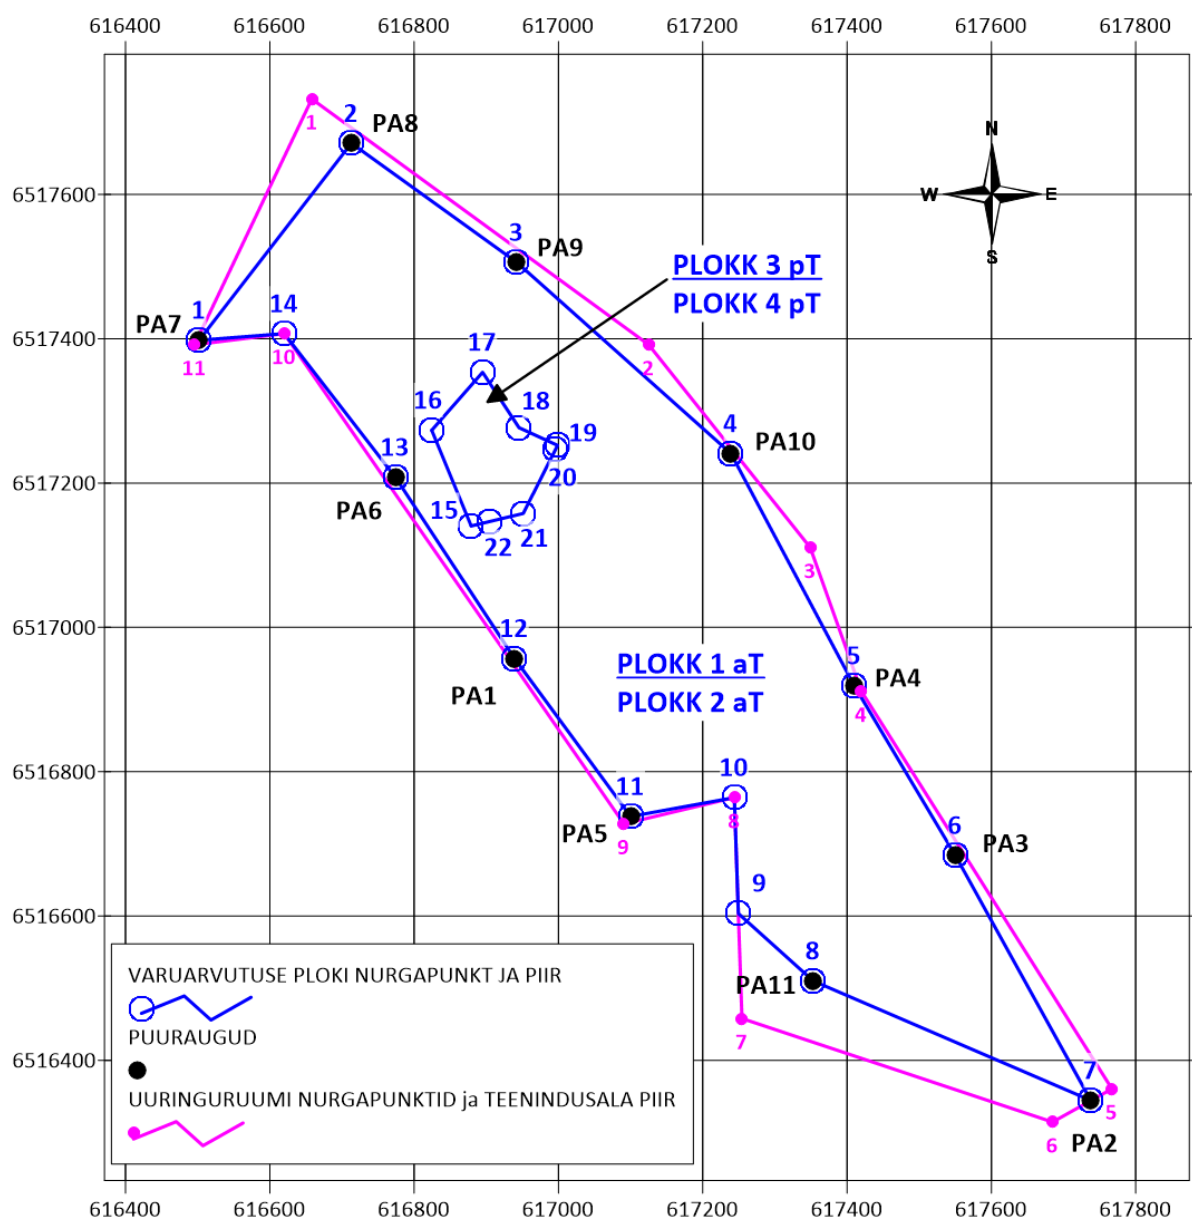 616400 616600 616800 617000 617200 617400 617600 617800
1
2
PA8
N
6517600
W E
S
3
PA9
PLOKK 3 pT
PLOKK 4 pT
1
14
PA7
6517400
11
10
17
2
16
18
4
19
PA10
13
20
6517200
PA6
15
22
21
3
12
6517000
5
PLOKK 1 aT
PLOKK 2 aT
PA4
PA1
4
10
6516800
11
8
6
PA5
9
PA3
9
6516600
8
VARUARVUTUSE PLOKI NURGAPUNKT JA PIIR
PA11
PUURAUGUD
7
6516400
7
UURINGURUUMI NURGAPUNKTID ja TEENINDUSALA PIIR
5
6
PA2
616400 616600 616800 617000 617200 617400 617600 617800